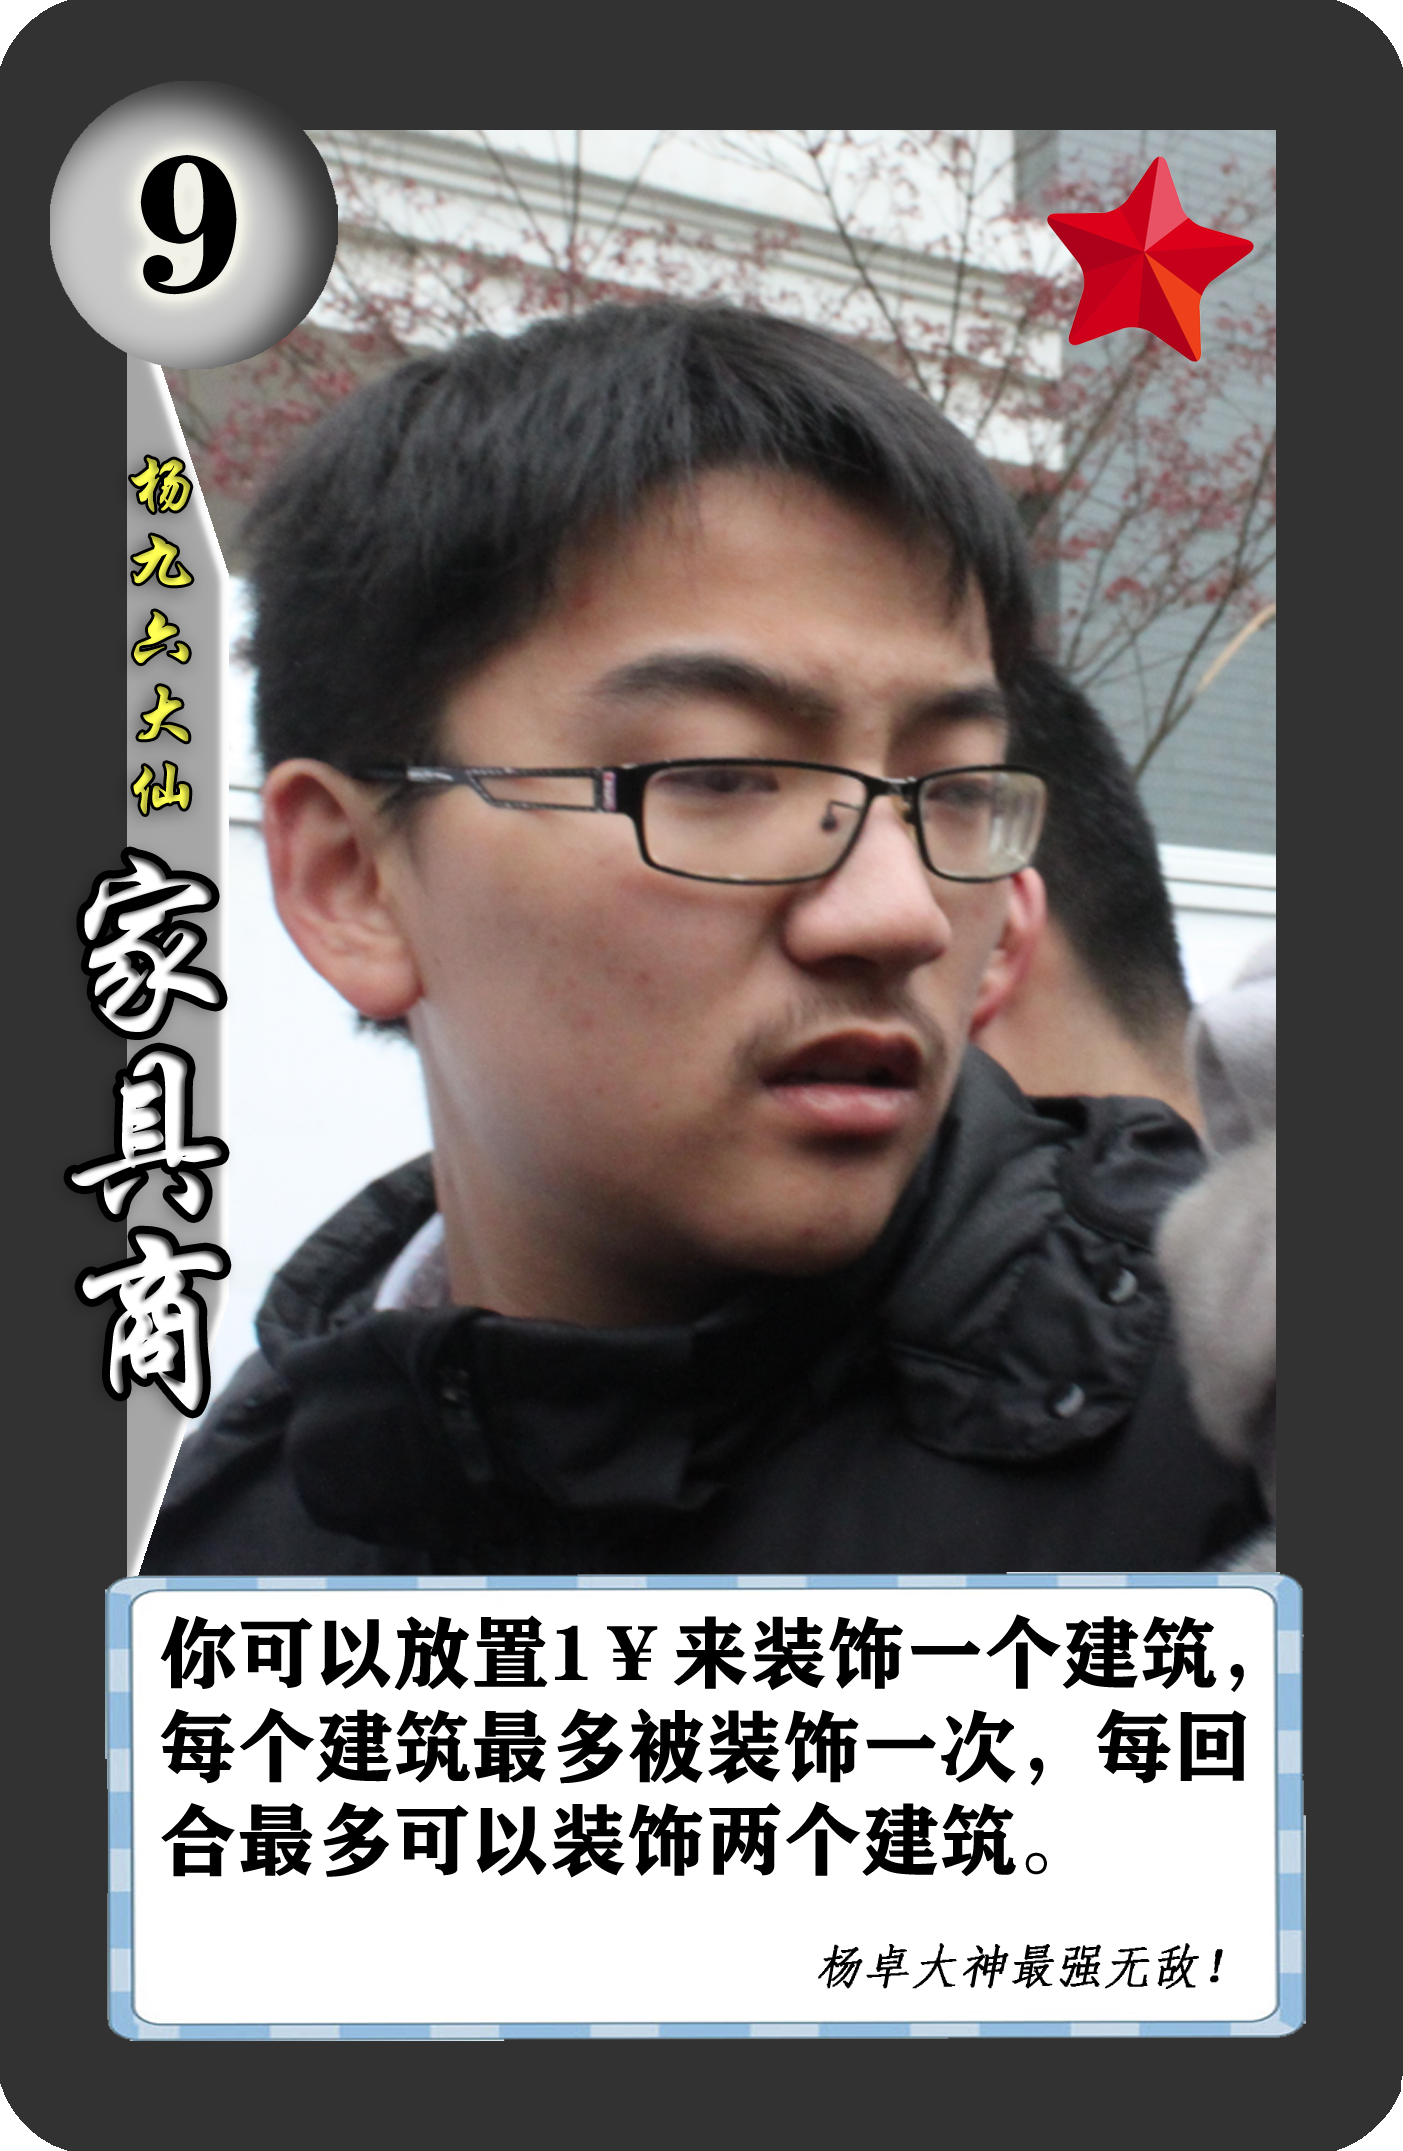 9
杨九六大仙
家具商
你可以放置1￥来装饰一个建筑，
每个建筑最多被装饰一次，每回
合最多可以装饰两个建筑。
杨卓大神最强无敌！